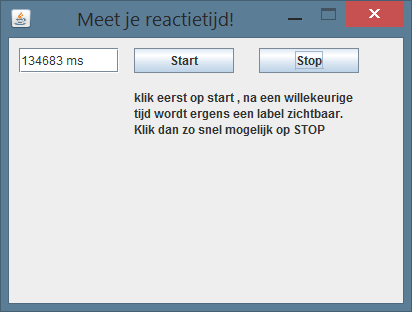 Meet je reactietijd!
134683 ms
Start
Stop
klik eerst op start , na een willekeurige
tijd wordt ergens een label zichtbaar.
Klik dan zo snel mogelijk op STOP